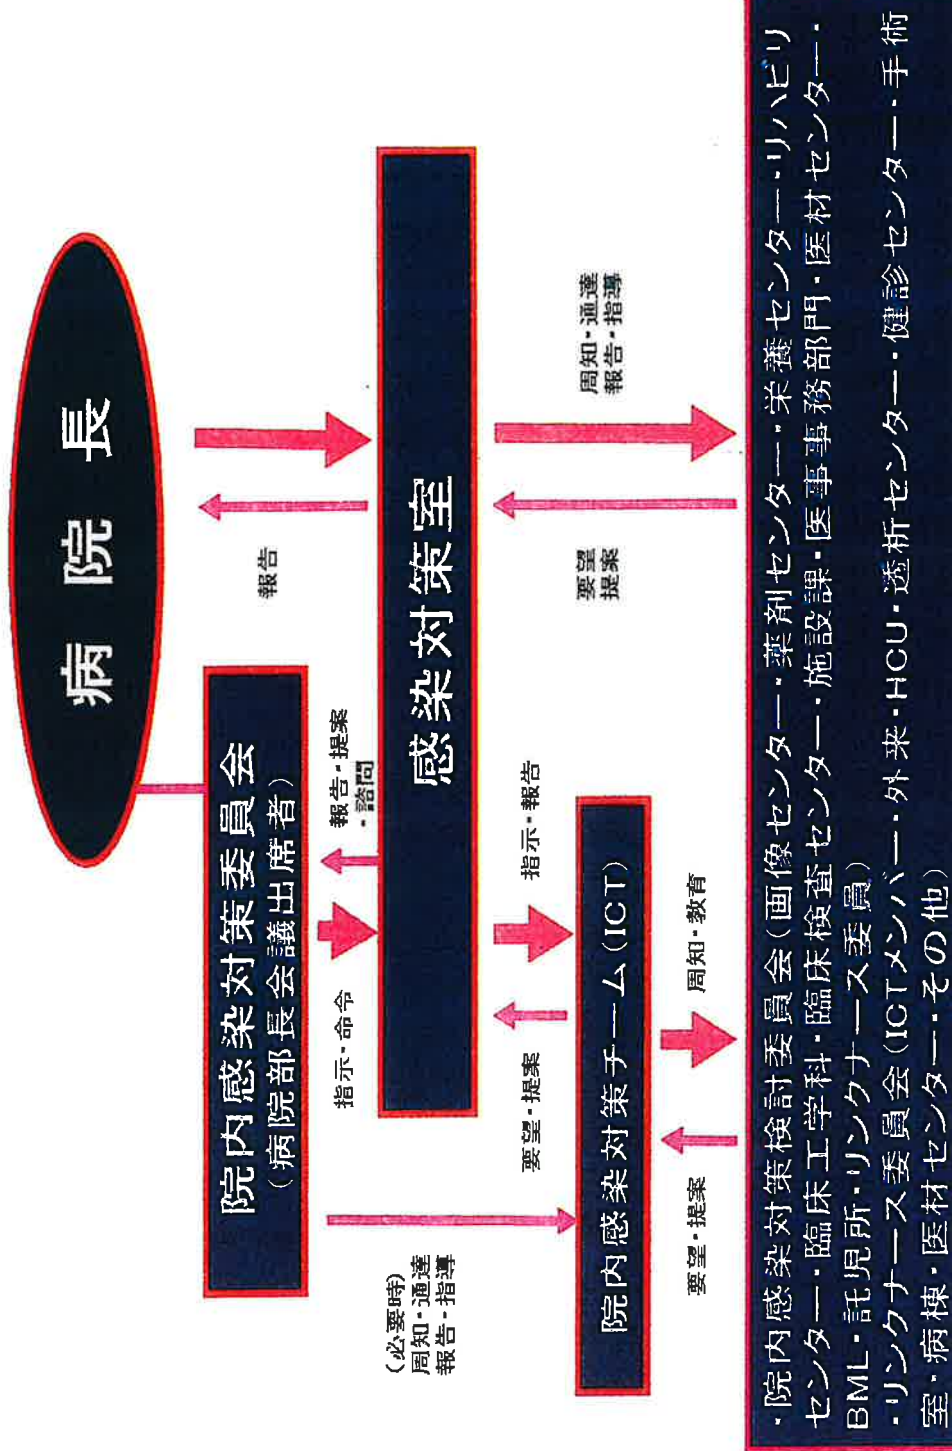 病院長
院内感染対策委員会
（病院部長会議出席者）
報告
指示・命令
報告・提案
・諮問
感染対策室
（必要時）
周知・通達
報告・指導
要望・提案
指示・報告
要望
提案
周知・通達
報告・指導
院内感染対策チーム（ICT）
要望・提案
周知・教育
・院内感染対策検討委員会（画像センター・薬剤センター・栄養センター・リハビリ
センター・臨床工学科・臨床検査センター・施設課・医事事務部門・医材センター・
BML・託児所・リンクナース委員）
・リンクナース委員会（ICTメンバー・外来・HCU・透析センター・健診センター・手術
室・病棟・医材センター・その他）